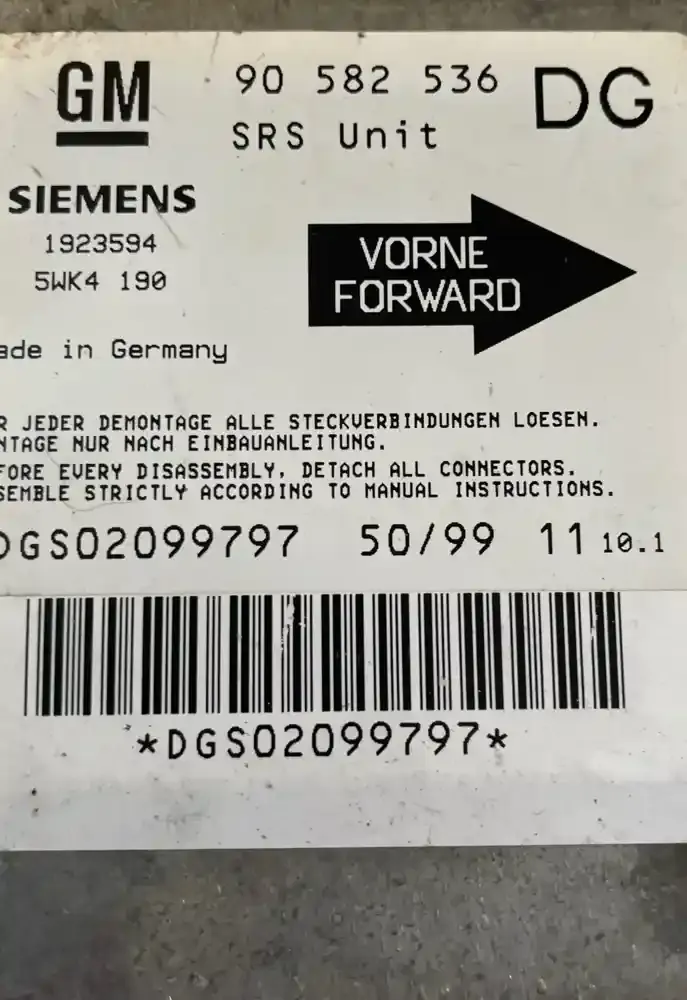 GM
90 582 536 DG
SRS Unit
SIEMENS
1923594
5WK4 190
VORNE
FORWARD
ade in Germany
R JEDER DEMONTAGE ALLE STECKVERBINDUNGEN LOESEN.
NTAGE NUR NACH EINBAUANLEITUNG.
FORE EVERY DISASSEMBLY, DETACH ALL CONNECTORS.
SEMBLE STRICTLY ACCORDING TO MANUAL INSTRUCTIONS.
DGS02099797 50/99 11 10.1
*DGS02099797*